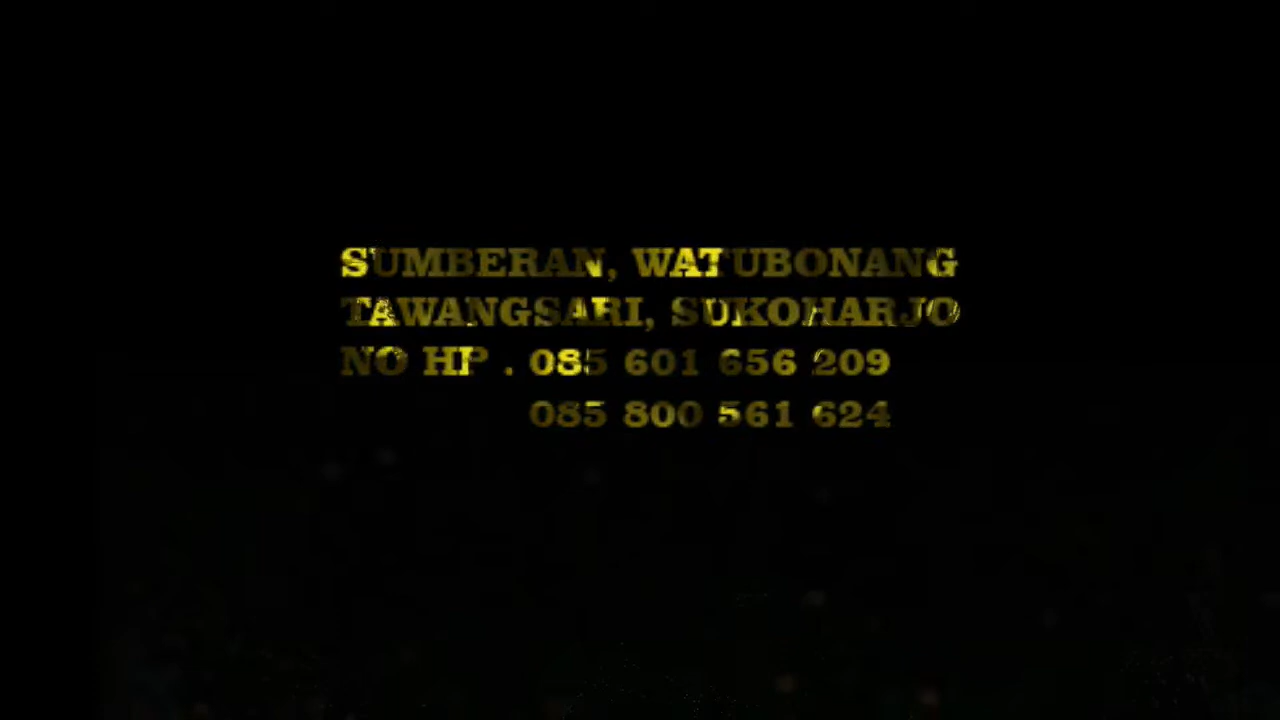 SUMBERAN, WATUBONANG
TAWANGSARI, SUKOHARJO
NO HP . 085 601 656 209
085 800 561 624